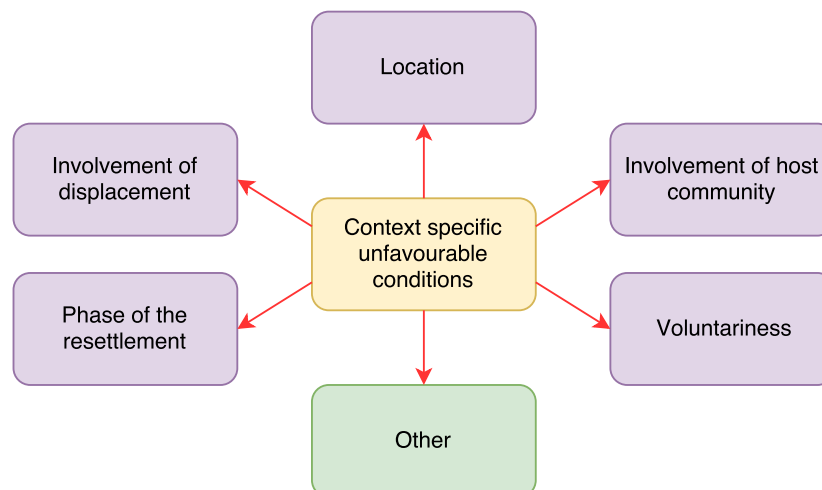 Location
Involvement of
displacement
Involvement of host
community
Context specific
unfavourable
conditions
Phase of the
resettlement
Voluntariness
Other